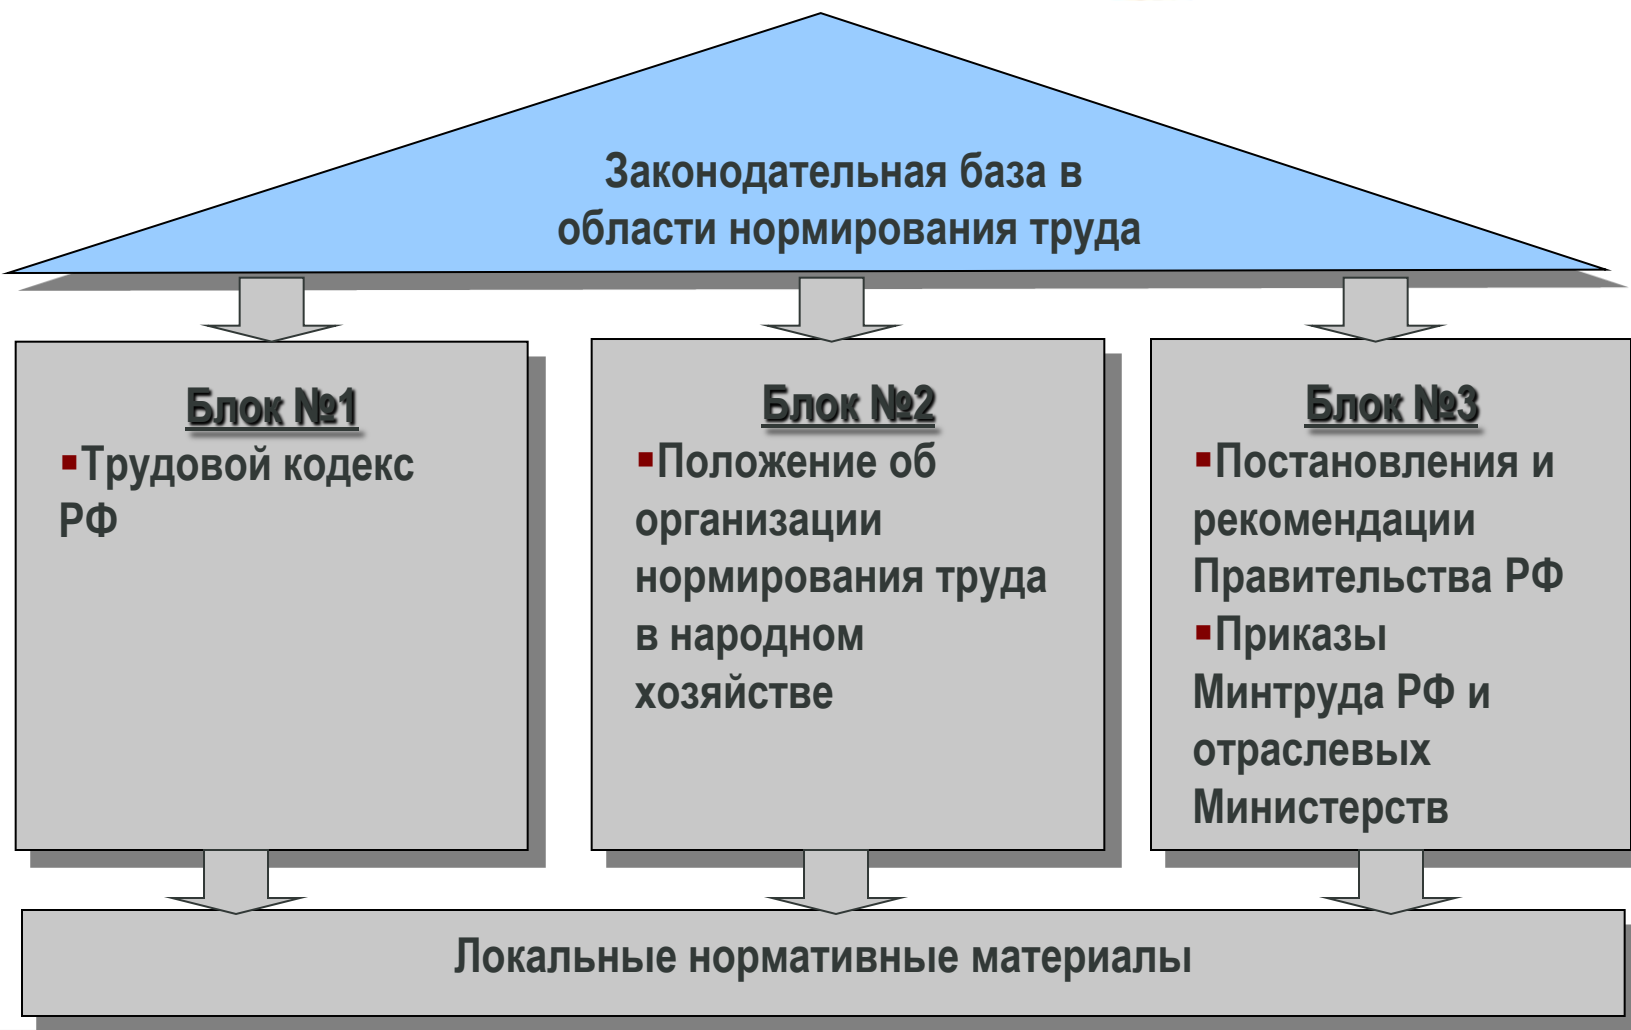 Законодательная база в
области нормирования труда
Блок №1
▪Трудовой кодекс
РФ
Блок №2
▪Положение об
организации
нормирования труда
в народном
хозяйстве
Блок №3
▪Постановления и
рекомендации
Правительства РФ
▪Приказы
Минтруда РФ и
отраслевых
Министерств
Локальные нормативные материалы